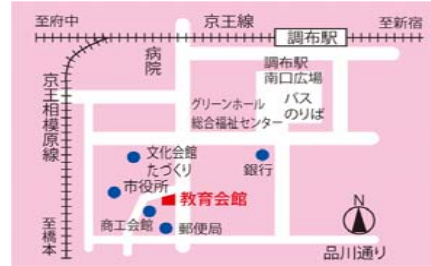 至府中
京王線
至新宿
調布駅
病院
調布駅
南口広場
バス
のりば
グリーンホール
総合福祉センター
京王相模原線
文化会館
たづくり
銀行
市役所
教育会館
商工会館
郵便局
至橋本
N
品川通り